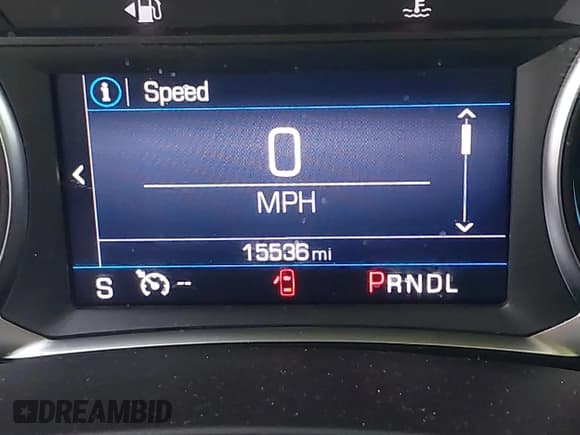 Speed
0
MPH
15536 mi
S -- PRNDL
DREAMBID